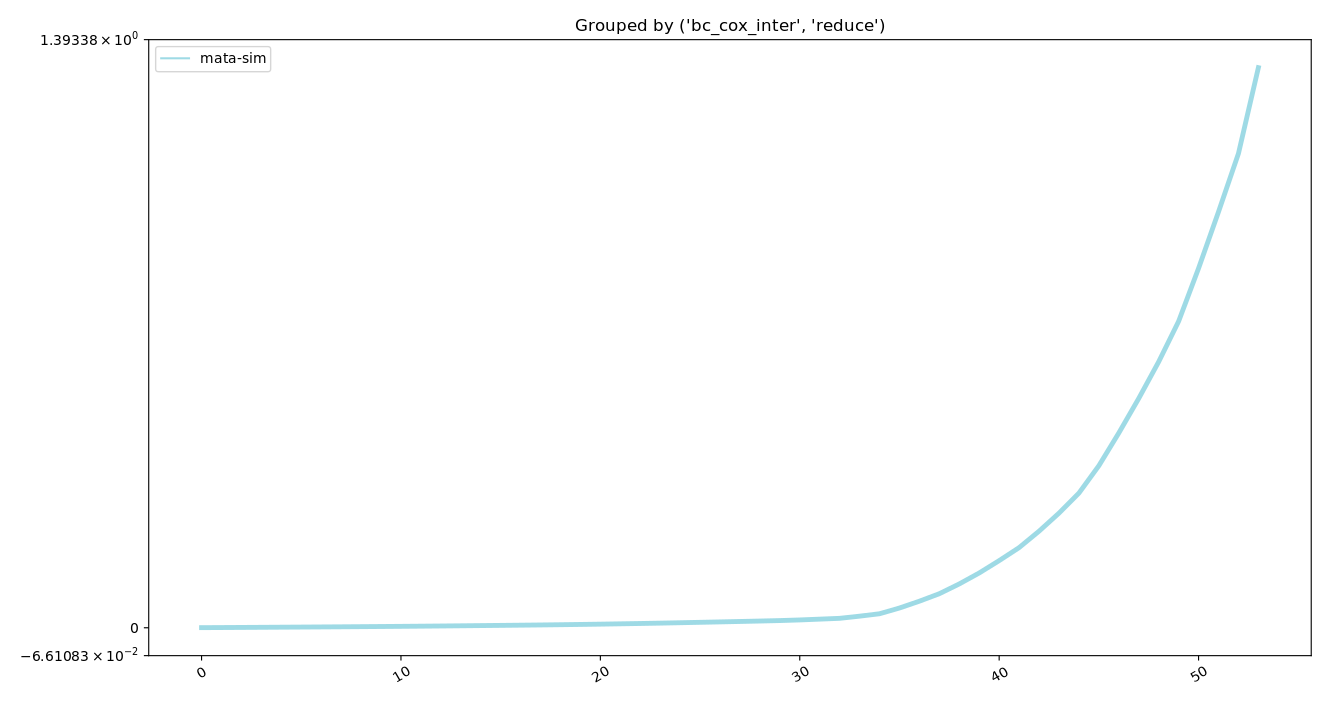 Grouped by ('bc_cox_inter', 'reduce')
1.39338 × 10⁰
mata-sim
0
−6.61083 × 10⁻²
0
10
20
30
40
50